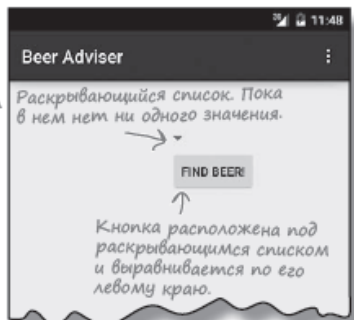 3G 11:48
Beer Adviser
Раскрывающийся список. Пока
в нем нет ни одного значения.
FIND BEER!
Кнопка расположена под
раскрывающимся списком
и выравнивается по его
левому краю.